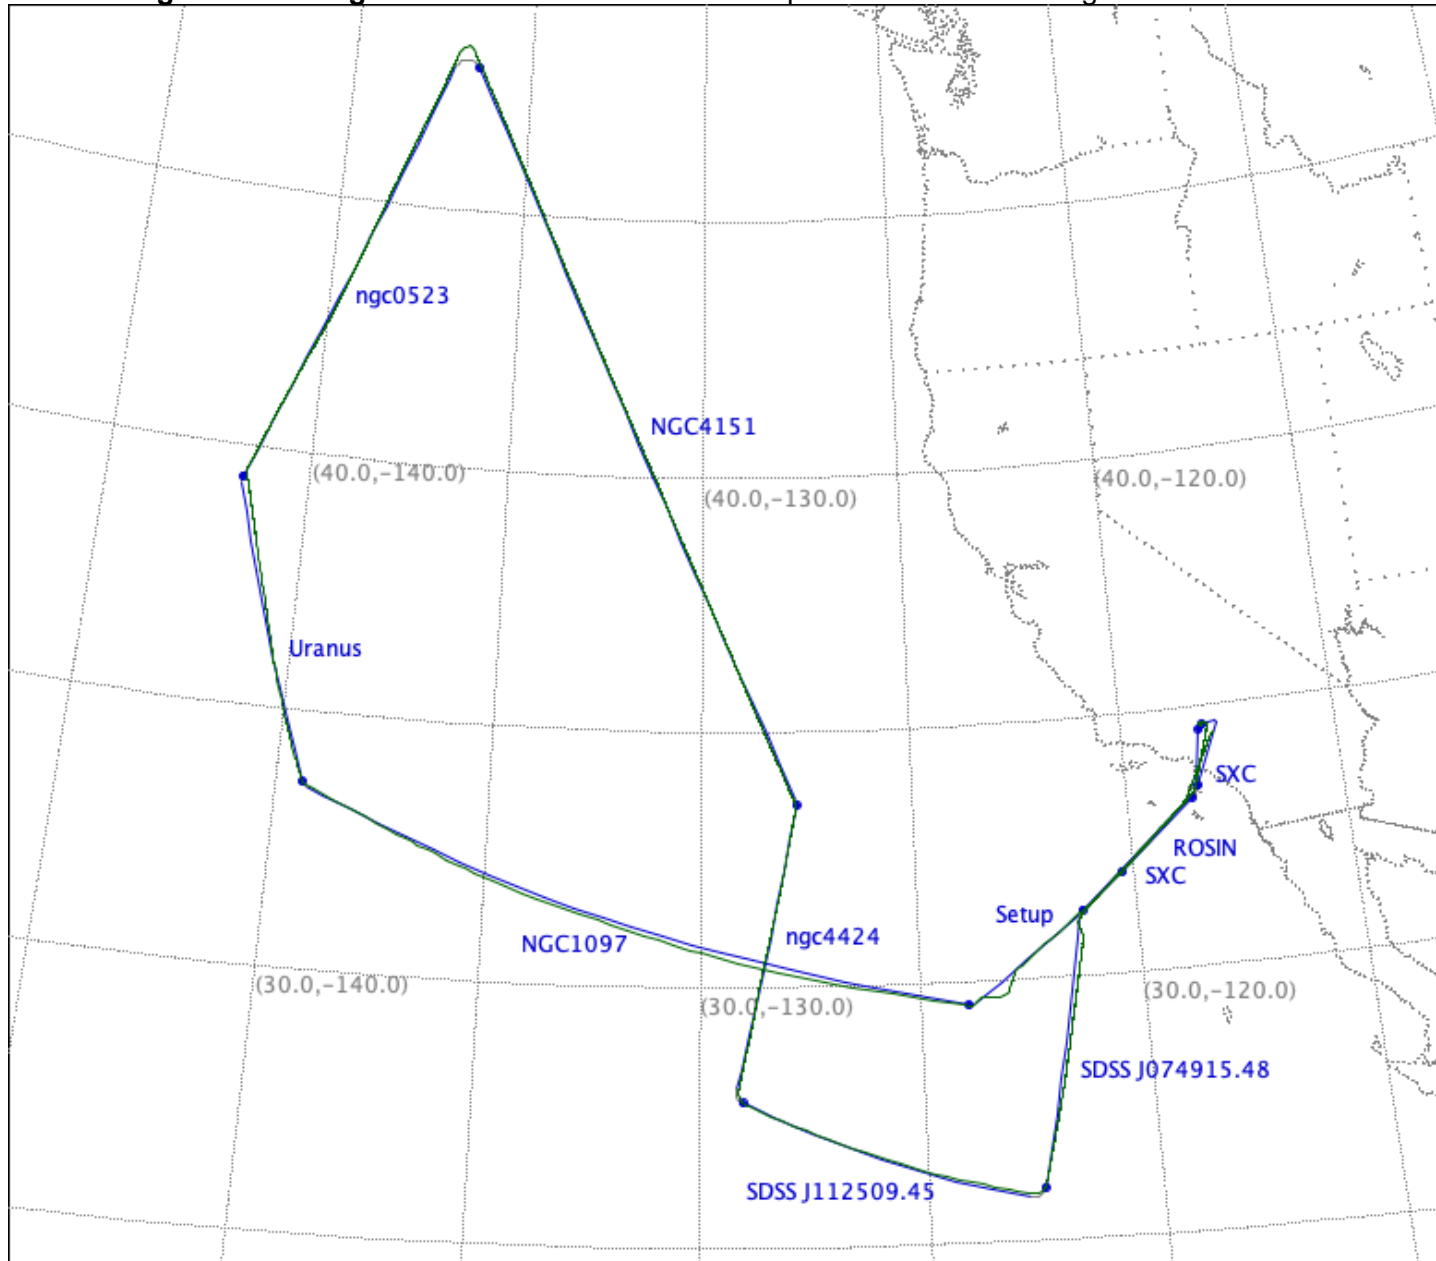 ngc0523
NGC4151
(40.0,-140.0)
(40.0,-130.0)
(40.0,-120.0)
Uranus
SXC
ROSIN
SXC
Setup
ngc4424
NGC1097
(30.0,-140.0)
(30.0,-130.0)
(30.0,-120.0)
SDSS J074915.48
SDSS J112509.45